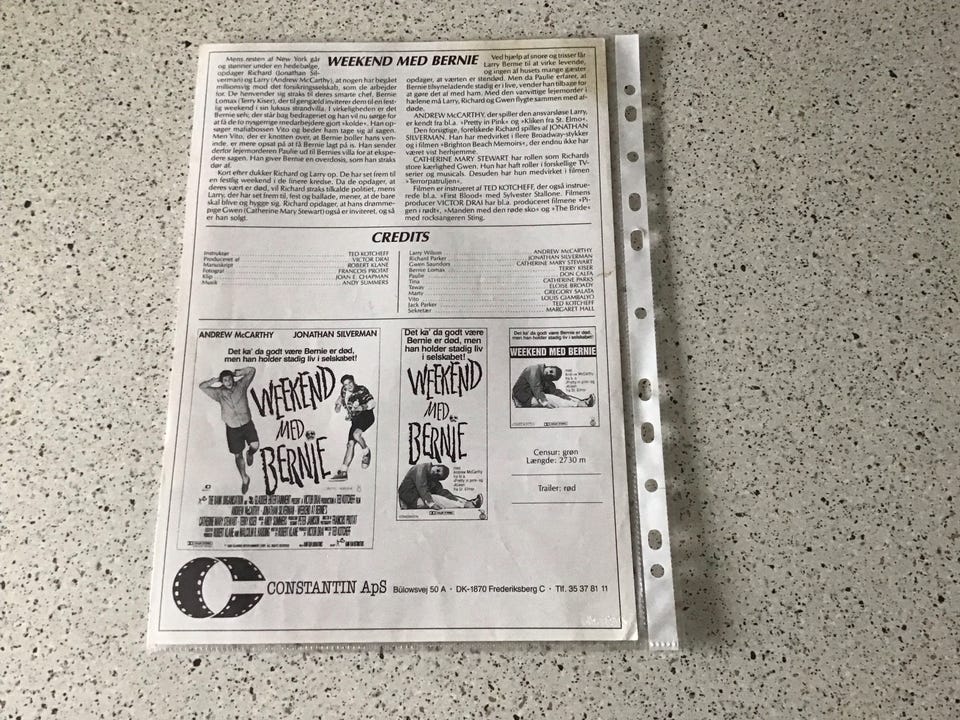 WEEKEND MED BERNIE
Mens resten af New York går
og stønner under en hedebølge,
opdager Richard (Jonathan Sil-
verman) og Larry (Andrew McCarthy), at nogen har begået
millionsvig mod det forsikringsselskab, som de arbejder
for. De henvender sig straks til deres smarte chef, Bernie
Lomax (Terry Kiser), der til gengæld inviterer dem til en fest-
lig weekend i sin luksus strandvilla. I virkeligheden er det
Bernie selv, der står bag bedrageriet og han vil nu sørge for
at få de to nysgerrige medarbejdere gjort »kolde«. Han op-
søger mafiabossen Vito og beder ham tage sig af sagen.
Men Vito, der er knotten over, at Bernie boller hans ven-
inde, er mere opsat på at få Bernie lagt på is. Han sender
derfor lejemorderen Paulie ud til Bernies villa for at ekspe-
dere sagen. Han giver Bernie en overdosis, som han straks
dør af.
Kort efter dukker Richard og Larry op. De har set frem til
en festlig weekend i de finere kredse. Da de opdager, at
deres vært er død, vil Richard straks tilkalde politiet, mens
Larry, der har set frem til, fest og ballade, mener, at de bare
skal blive og hygge sig. Richard opdager, at hans drømme-
pige Gwen (Catherine Mary Stewart) også er inviteret, og så
er han solgt.
Ved hjælp af snore og trisser får
Larry Bernie til at virke levende,
og ingen af husets mange gæster
opdager, at værten er stendød. Men da Paulie erfarer, at
Bernie tilsyneladende stadig er i live, vender han tilbage for
at gøre det af med ham. Med den vanvittige lejemorder i
hælene må Larry, Richard og Gwen flygte sammen med af-
døde.
ANDREW McCARTHY, der spiller den ansvarsløse Larry,
er kendt fra bl.a. »Pretty in Pink« og »Kliken fra St. Elmo«.
Den fornuftige, forelskede Richard spilles af JONATHAN
SILVERMAN. Han har medvirket i flere Broadway-stykker
og i filmen »Brighton Beach Memoirs«, der endnu ikke har
været vist herhjemme.
CATHERINE MARY STEWART har rollen som Richards
store kærlighed Gwen. Hun har haft roller i forskellige TV-
serier og musicals. Desuden har hun medvirket i filmen
»Terrorpatruljen«.
Filmen er instrueret af TED KOTCHEFF, der også instrue-
rede bl.a. »First Blood« med Sylvester Stallone. Filmens
producer VICTOR DRAI har bl.a. produceret filmene »Pi-
gen i rødt«, »Manden med den røde sko« og »The Bride«
med rocksangeren Sting.
CREDITS
Instruktør TED KOTCHEFF
Produceret af VICTOR DRAI
Manuskript ROBERT KLANE
Fotograf FRANCOIS PROTAT
Klip JOAN E. CHAPMAN
Musik ANDY SUMMERS
Larry Wilson ANDREW McCARTHY
Richard Parker JONATHAN SILVERMAN
Gwen Saunders CATHERINE MARY STEWART
Bernie Lomax TERRY KISER
Paulie DON CALFA
Tina CATHERINE PARKS
Taway ELOISE BROADY
Marty GREGORY SALATA
Vito LOUIS GIAMBALVO
Jack Parker TED KOTCHEFF
Sekretær MARGARET HALL
ANDREW McCARTHY JONATHAN SILVERMAN
Det ka' da godt være Bernie er død,
men han holder stadig liv i selskabet!
WEEKEND
MED
BERNIE
Det ka' da godt være
Bernie er død, men
han holder stadig liv
i selskabet!
WEEKEND
MED
BERNIE
Det ka' da godt være Bernie er død,
men han holder stadig liv i selskabet!
WEEKEND MED BERNIE
Censur: grøn
Længde: 2730 m
Trailer: rød
CONSTANTIN ApS Bülowsvej 50 A · DK-1870 Frederiksberg C · Tlf. 35 37 81 11